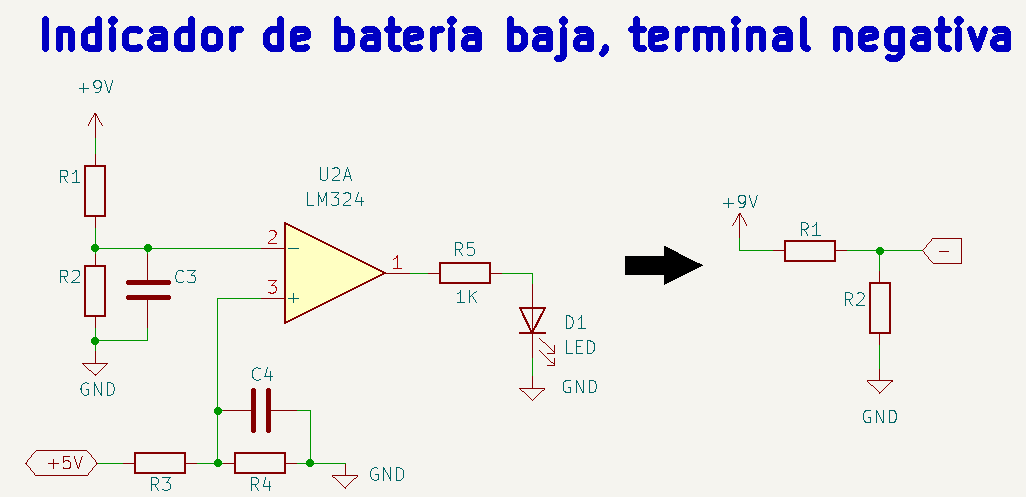 Indicador de bateria baja, terminal negativa
+9V
R1
R2
C3
GND
U2A
LM324
2
−
3
+
1
R5
1K
D1
LED
GND
C4
+5V
R3
R4
GND
+9V
R1
−
R2
GND